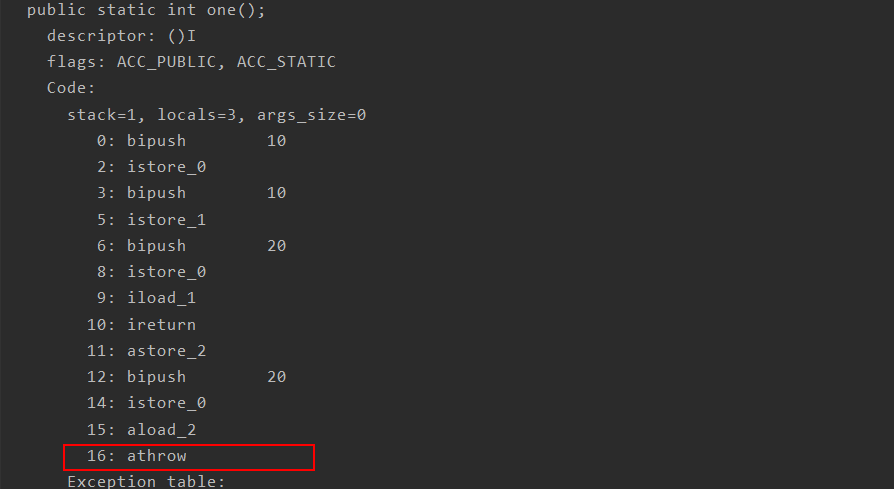 public static int one();
descriptor: ()I
flags: ACC_PUBLIC, ACC_STATIC
Code:
stack=1, locals=3, args_size=0
0: bipush 10
2: istore_0
3: bipush 10
5: istore_1
6: bipush 20
8: istore_0
9: iload_1
10: ireturn
11: astore_2
12: bipush 20
14: istore_0
15: aload_2
16: athrow
Exception table: